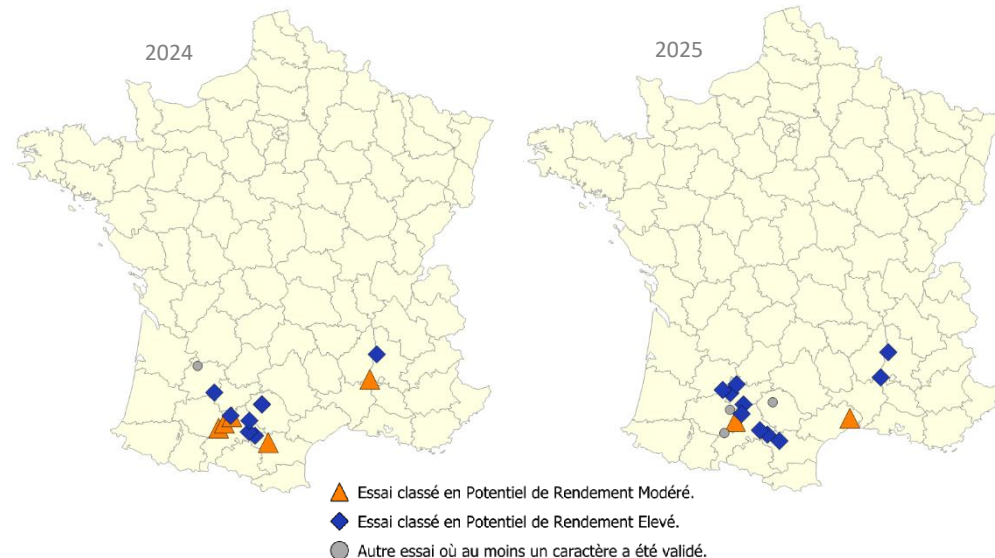 2024
2025
Essai classé en Potentiel de Rendement Modéré.
Essai classé en Potentiel de Rendement Elevé.
Autre essai où au moins un caractère a été validé.